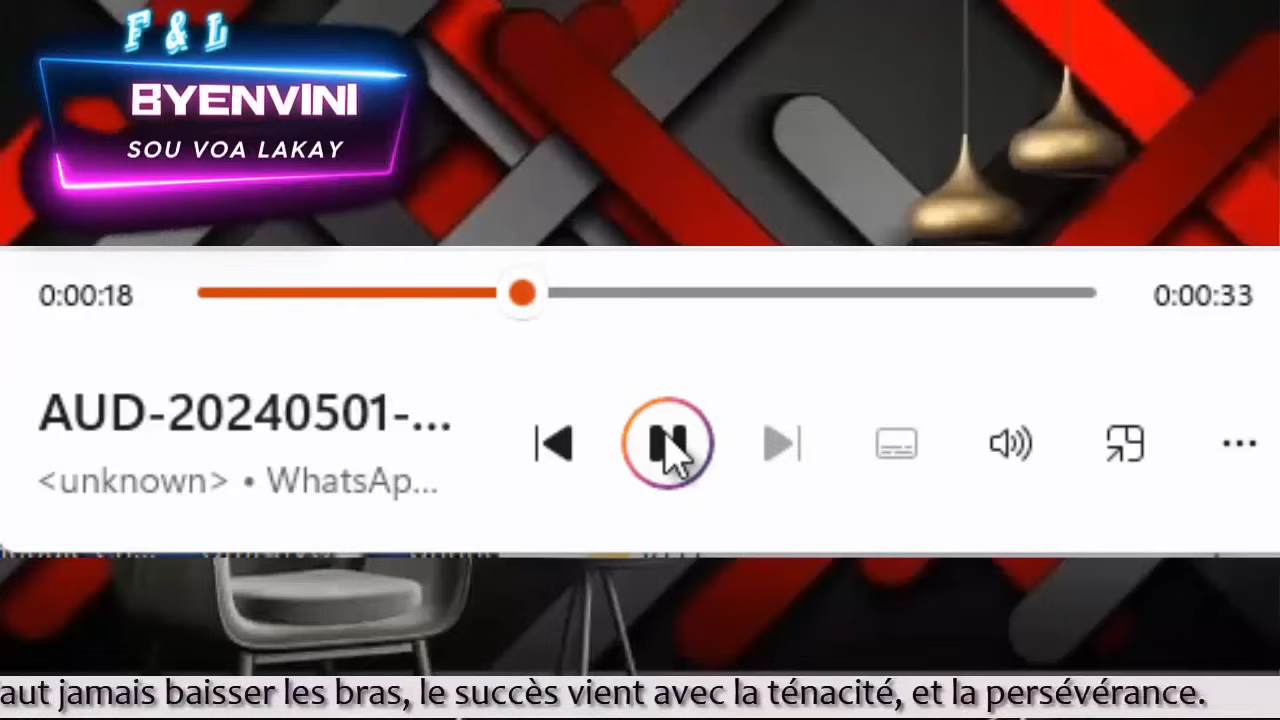 F & L
BYENVINI
SOU VOA LAKAY
0:00:18
0:00:33
AUD-20240501-...
<unknown> • WhatsAp...
aut jamais baisser les bras, le succès vient avec la ténacité, et la persévérance.